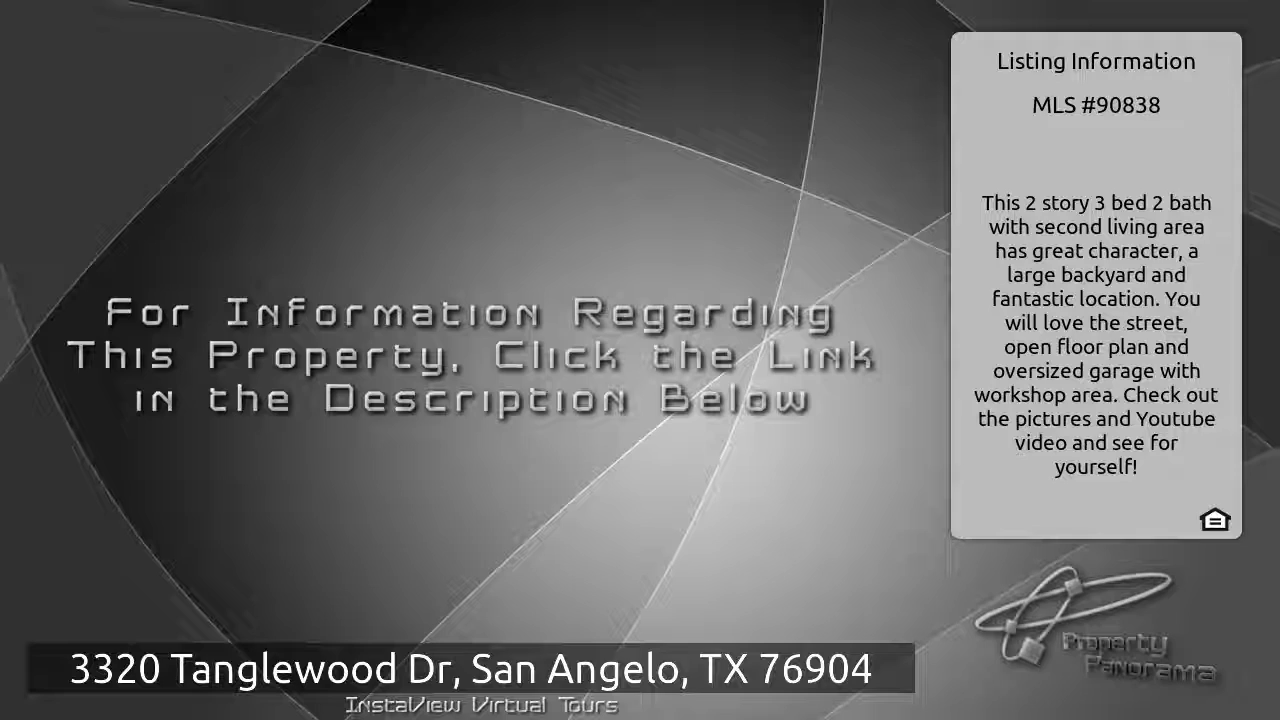 Listing Information
MLS #90838
This 2 story 3 bed 2 bath
with second living area
has great character, a
large backyard and
fantastic location. You
will love the street,
open floor plan and
oversized garage with
workshop area. Check out
the pictures and Youtube
video and see for
yourself!
For Information Regarding
This Property, Click the Link
in the Description Below
Property
Panorama
3320 Tanglewood Dr, San Angelo, TX 76904
InstaView Virtual Tours